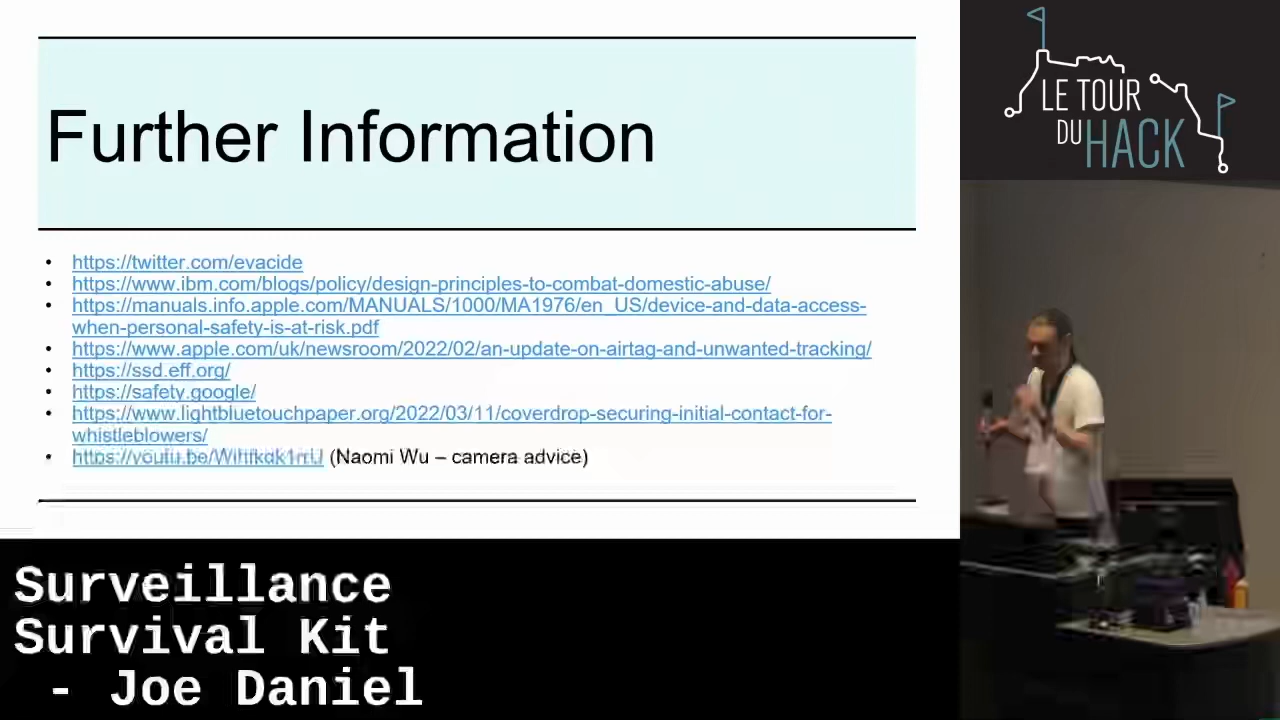 Further Information
• https://twitter.com/evacide
• https://www.ibm.com/blogs/policy/design-principles-to-combat-domestic-abuse/
• https://manuals.info.apple.com/MANUALS/1000/MA1976/en_US/device-and-data-access-
when-personal-safety-is-at-risk.pdf
• https://www.apple.com/uk/newsroom/2022/02/an-update-on-airtag-and-unwanted-tracking/
• https://ssd.eff.org/
• https://safety.google/
• https://www.lightbluetouchpaper.org/2022/03/11/coverdrop-securing-initial-contact-for-
whistleblowers/
• (Naomi Wu – camera advice)
LE TOUR
DU HACK
Surveillance
Survival Kit
- Joe Daniel